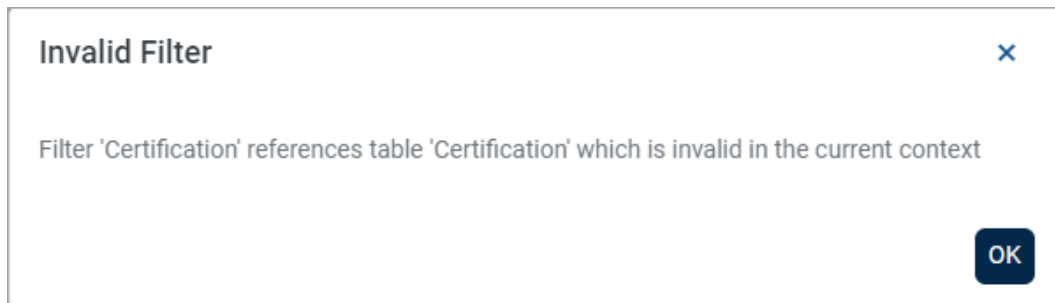 Invalid Filter
Filter 'Certification' references table 'Certification' which is invalid in the current context
OK